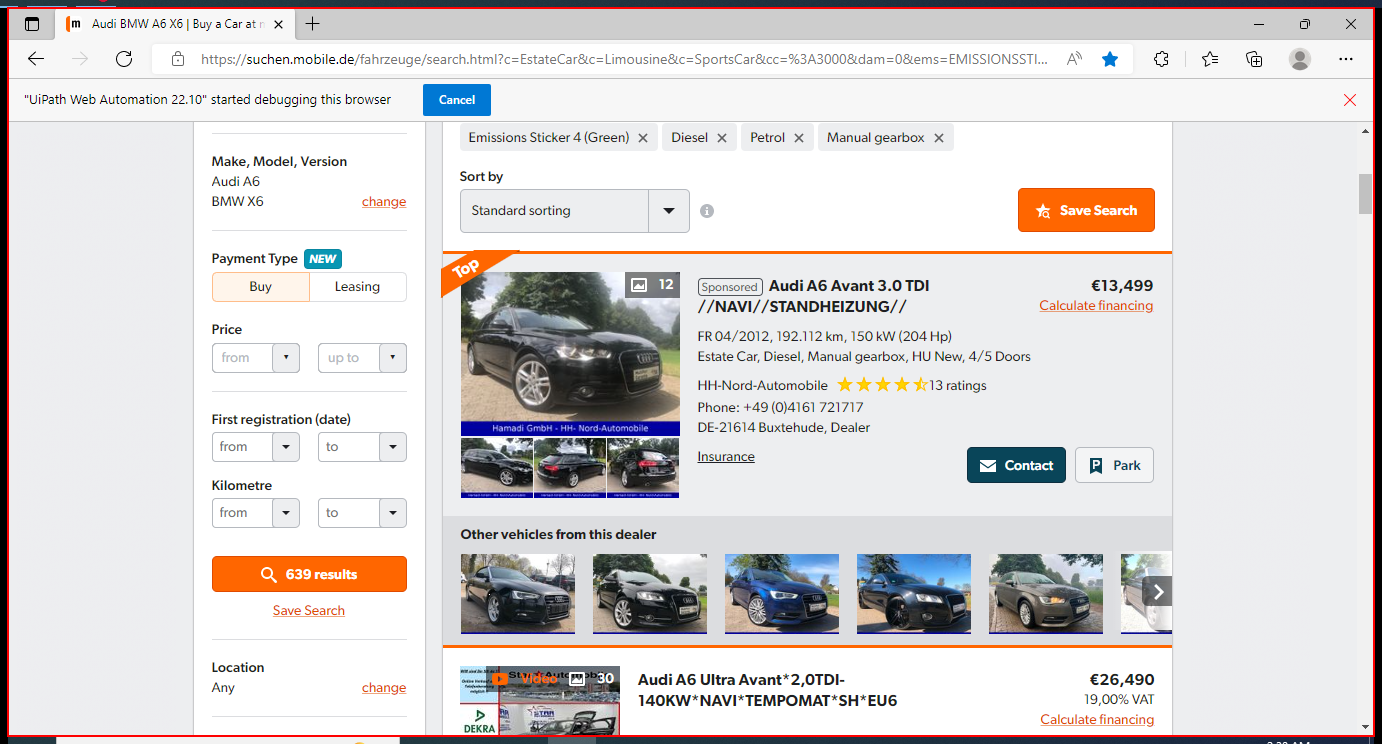 Audi BMW A6 X6 | Buy a Car at m
https://suchen.mobile.de/fahrzeuge/search.html?c=EstateCar&c=Limousine&c=SportsCar&cc=%3A3000&dam=0&ems=EMISSIONSSTI...
"UiPath Web Automation 22.10" started debugging this browser
Cancel
Make, Model, Version
Audi A6
BMW X6
change
Payment Type NEW
Buy Leasing
Price
from up to
First registration (date)
from to
Kilometre
from to
639 results
Save Search
Location
Any
change
Emissions Sticker 4 (Green) Diesel Petrol Manual gearbox
Sort by
Standard sorting
Save Search
Top
12
Hamadi GmbH - HH- Nord-Automobile
Sponsored Audi A6 Avant 3.0 TDI
//NAVI//STANDHEIZUNG//
€13,499
Calculate financing
FR 04/2012, 192.112 km, 150 kW (204 Hp)
Estate Car, Diesel, Manual gearbox, HU New, 4/5 Doors
HH-Nord-Automobile 13 ratings
Phone: +49 (0)4161 721717
DE-21614 Buxtehude, Dealer
Insurance
Contact
Park
Other vehicles from this dealer
Video 30
DEKRA
Audi A6 Ultra Avant*2,0TDI-
140KW*NAVI*TEMPOMAT*SH*EU6
€26,490
19,00% VAT
Calculate financing